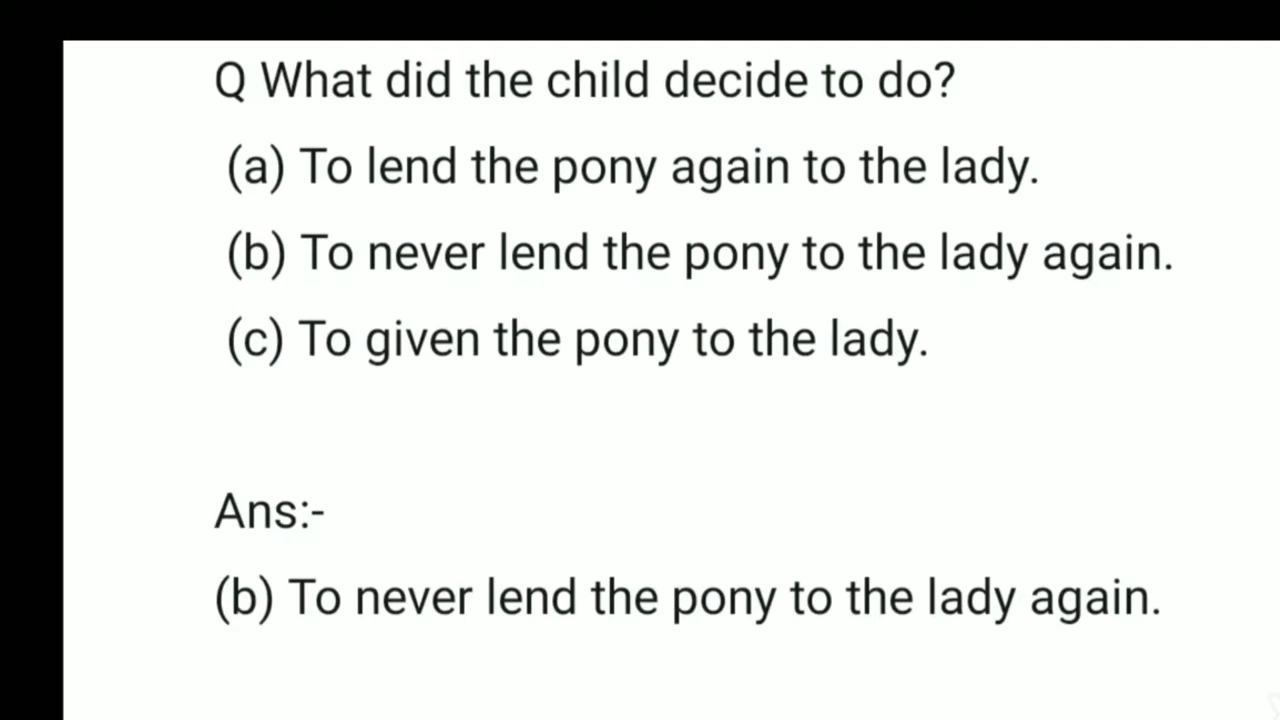 Q What did the child decide to do?
(a) To lend the pony again to the lady.
(b) To never lend the pony to the lady again.
(c) To given the pony to the lady.
Ans:-
(b) To never lend the pony to the lady again.